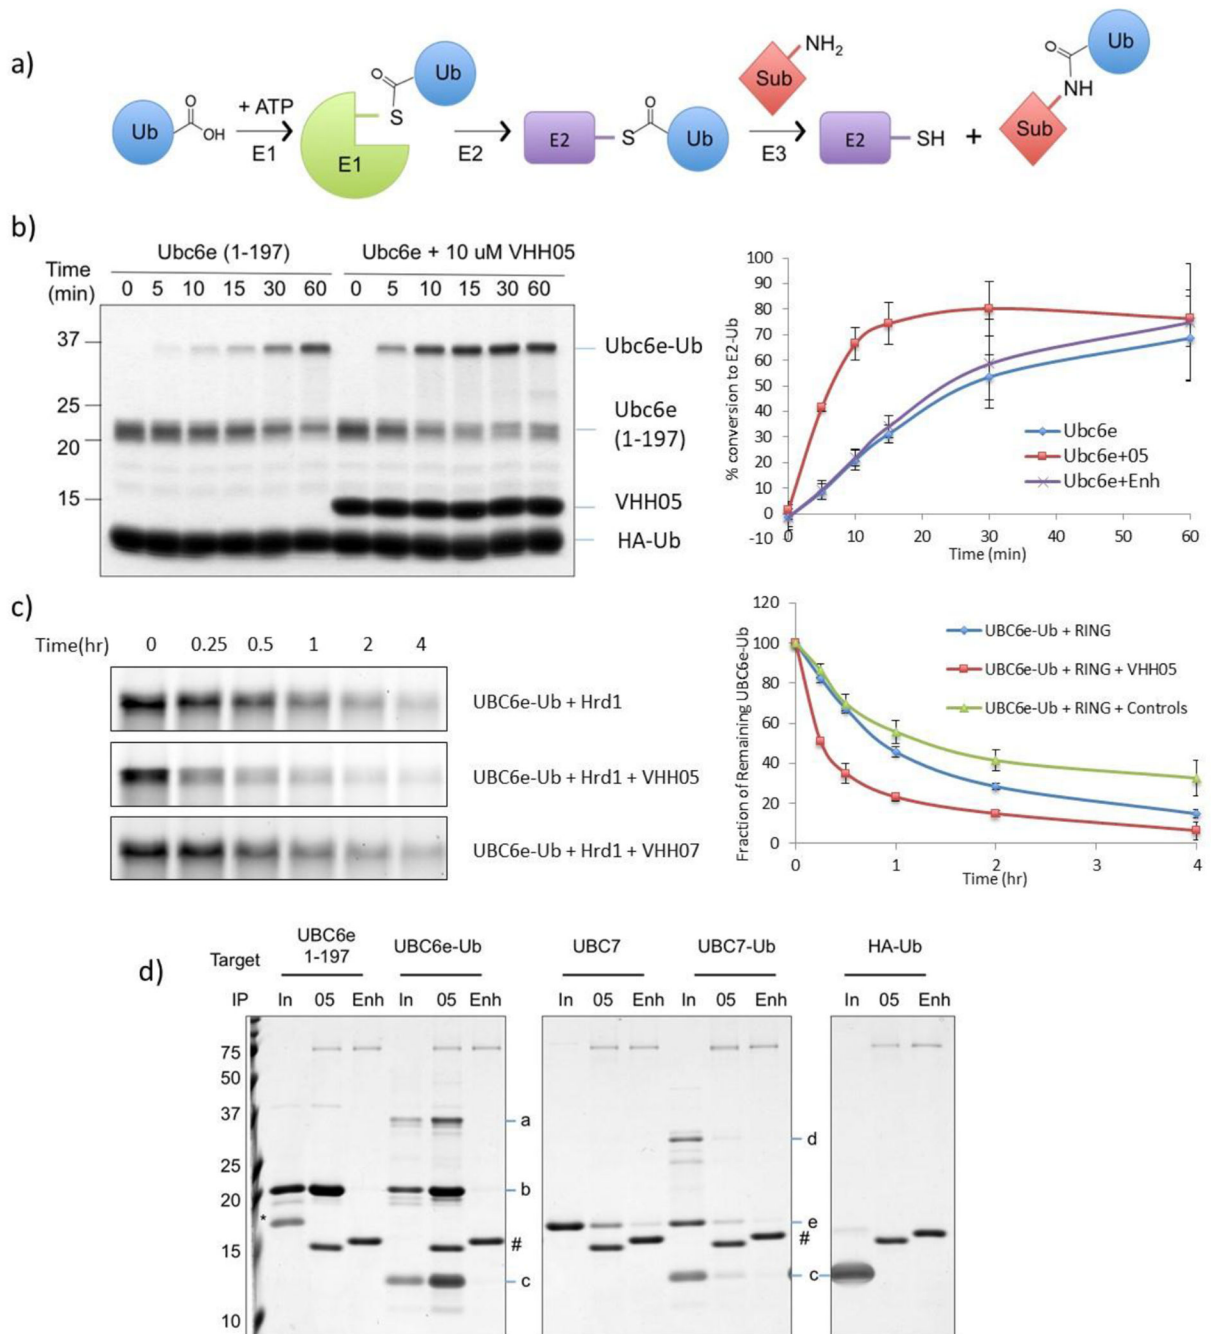 a)
Ub
O
OH
+ ATP
E1
O
S
Ub
E1
E2
E2
S
O
Ub
Sub
NH2
E3
E2
SH
+
O
Ub
NH
Sub
b)
Ubc6e (1-197) Ubc6e + 10 uM VHH05
Time
(min) 0 5 10 15 30 60 0 5 10 15 30 60
37
25
20
15
Ubc6e-Ub
Ubc6e
(1-197)
VHH05
HA-Ub
% conversion to E2-Ub
100
90
80
70
60
50
40
30
20
10
0
-10
0 10 20 30 40 50 60
Time (min)
Ubc6e
Ubc6e+05
Ubc6e+Enh
c)
Time(hr) 0 0.25 0.5 1 2 4
UBC6e-Ub + Hrd1
UBC6e-Ub + Hrd1 + VHH05
UBC6e-Ub + Hrd1 + VHH07
Fraction of Remaining UBC6e-Ub
120
100
80
60
40
20
0
0 1 2 3 4
Time (hr)
UBC6e-Ub + RING
UBC6e-Ub + RING + VHH05
UBC6e-Ub + RING + Controls
d)
Target UBC6e
1-197 UBC6e-Ub UBC7 UBC7-Ub HA-Ub
IP In 05 Enh In 05 Enh In 05 Enh In 05 Enh In 05 Enh
75
50
37
25
20
*
15
10
a
b
#
c
d
e
#
c